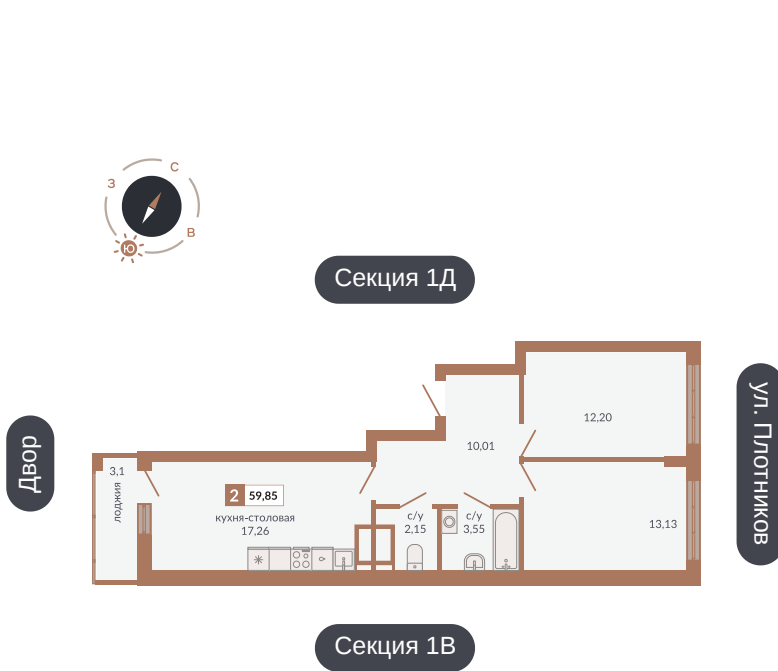 С
З
В
Ю
Секция 1Д
Двор
ул. Плотников
12,20
10,01
3,1
лоджия
2 59,85
кухня-столовая
17,26
с/у
2,15
с/у
3,55
13,13
Секция 1В